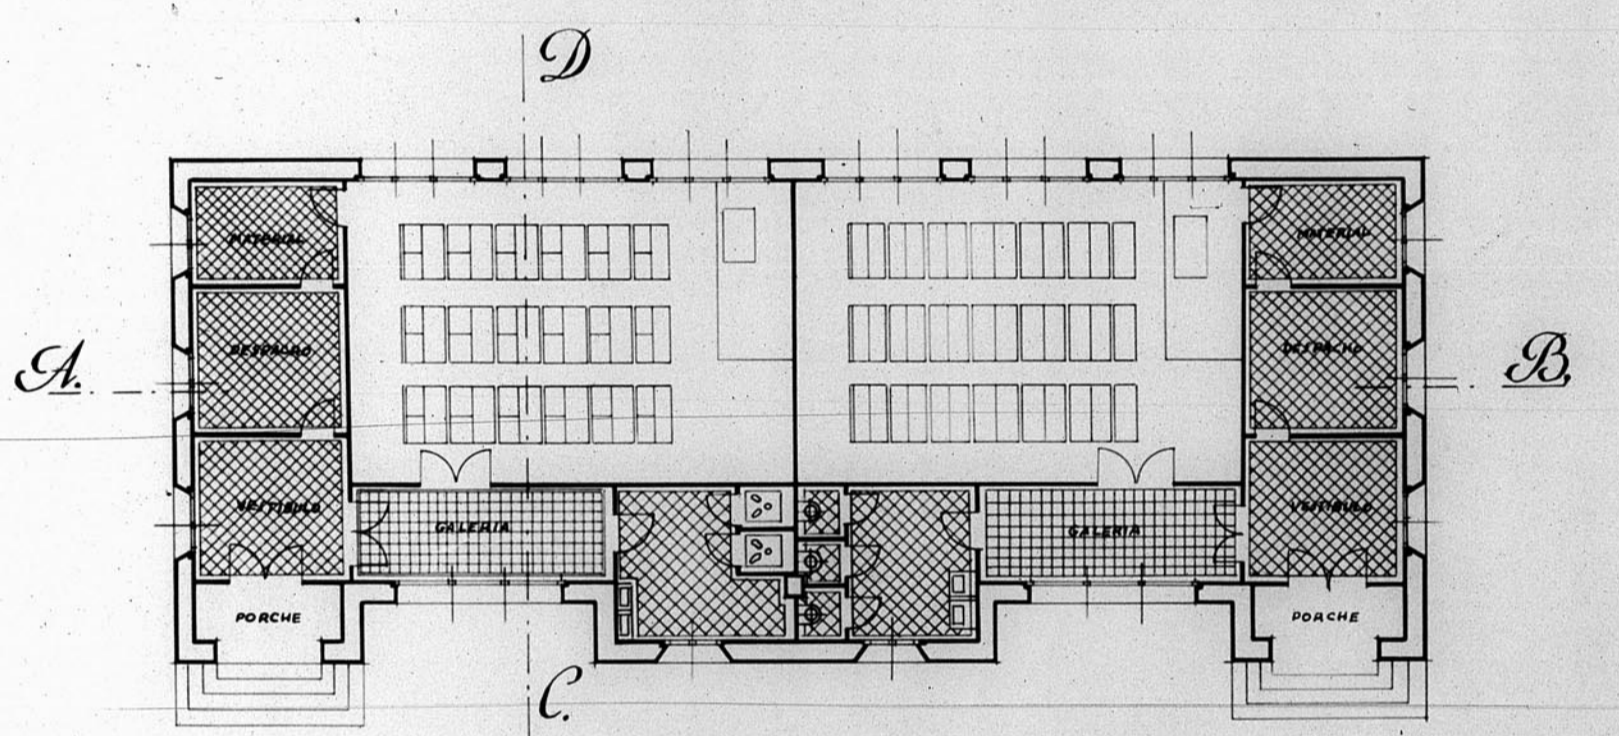 D
MATERIAL
MATERIAL
DESPACHO
DESPACHO
A.
B,
VESTIBULO
GALERIA
GALERIA
VESTIBULO
PORCHE
PORCHE
C.